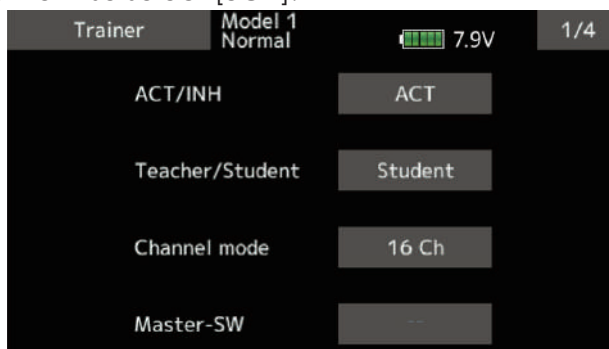 Trainer
Model 1
Normal
7.9V
1/4
ACT/INH
ACT
Teacher/Student
Student
Channel mode
16 Ch
Master-SW
--